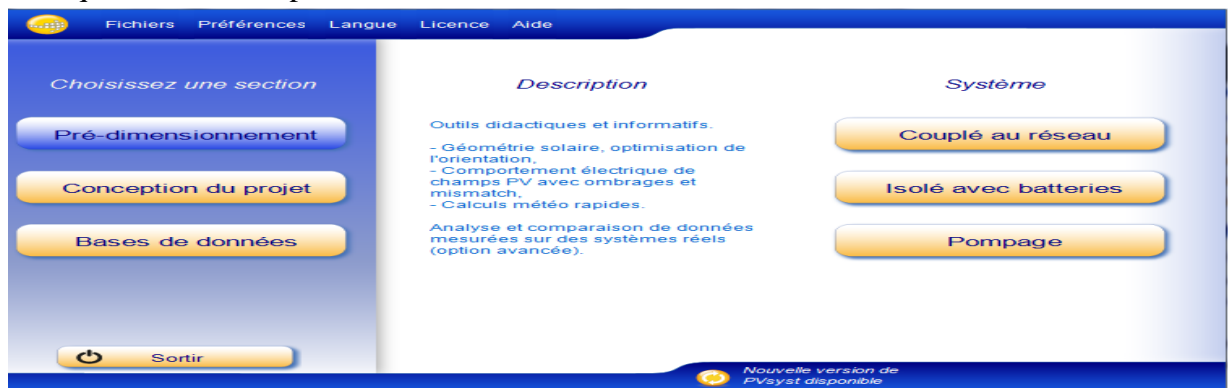 Fichiers Préférences Langue Licence Aide
Choisissez une section
Pré-dimensionnement
Conception du projet
Bases de données
Sortir
Description
Outils didactiques et informatifs.
- Géométrie solaire, optimisation de
l'orientation,
- Comportement électrique de
champs PV avec ombrages et
mismatch,
- Calculs météo rapides.
Analyse et comparaison de données
mesurées sur des systèmes réels
(option avancée).
Système
Couplé au réseau
Isolé avec batteries
Pompage
Nouvelle version de
PVsyst disponible